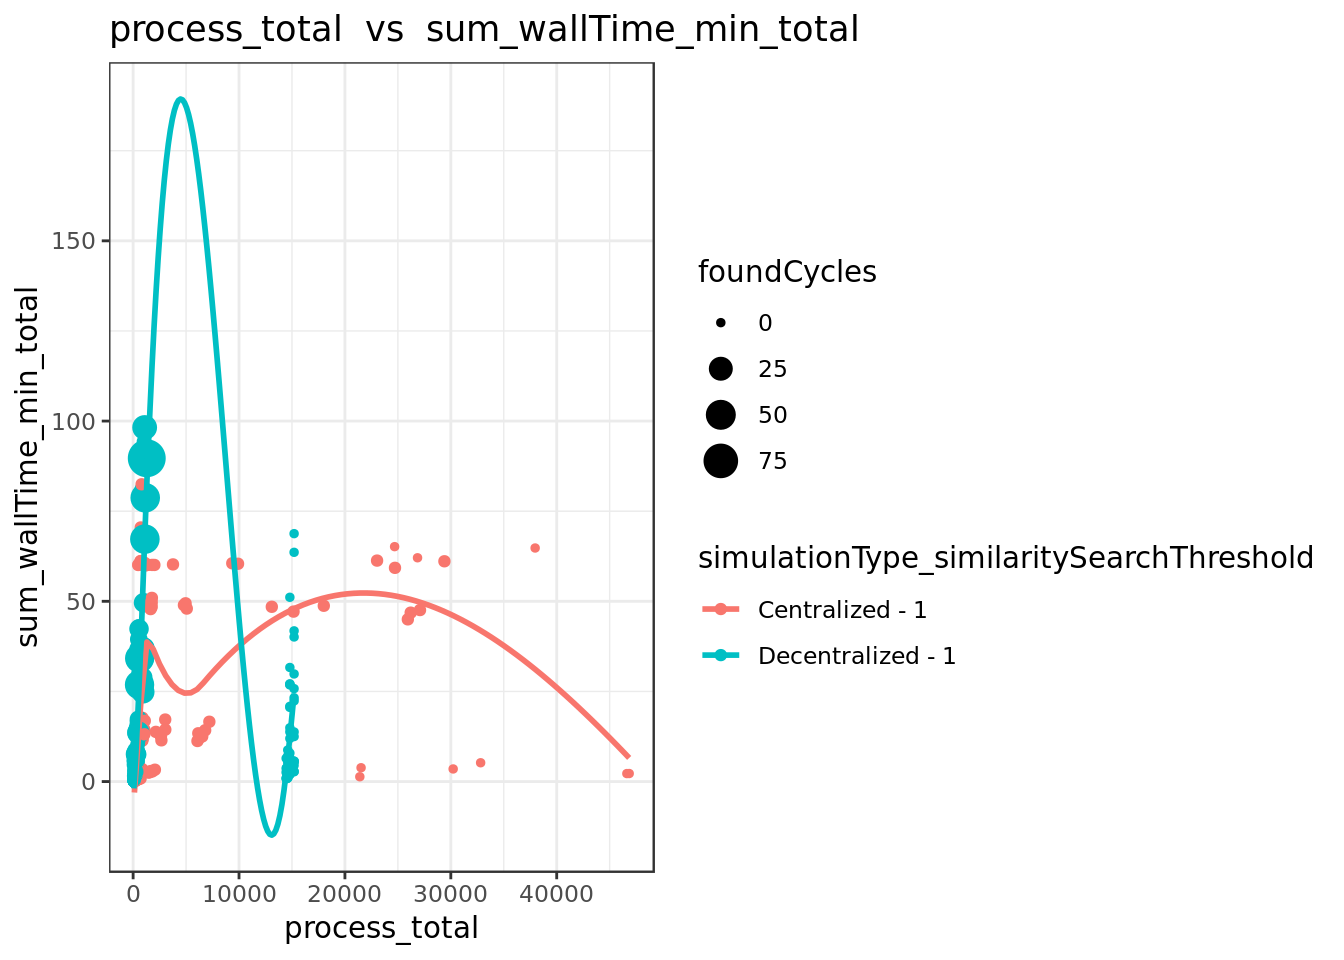 process_total  vs  sum_wallTime_min_total
sum_wallTime_min_total
150
100
50
0
0 10000 20000 30000 40000
process_total
foundCycles
0
25
50
75
simulationType_similaritySearchThreshold
Centralized - 1
Decentralized - 1